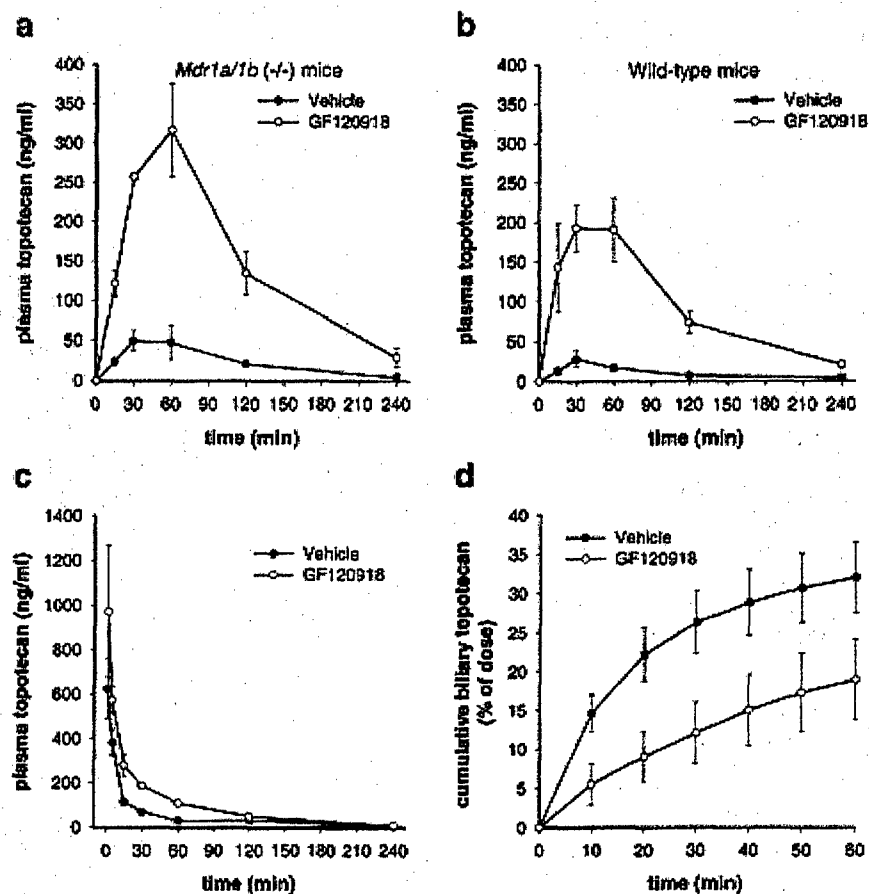 a
Mdr1a/1b (-/-) mice
Vehicle
GF120918
plasma topotecan (ng/ml)
400
350
300
250
200
150
100
50
0
0 30 60 90 120 150 180 210 240
time (min)
b
Wild-type mice
Vehicle
GF120918
plasma topotecan (ng/ml)
400
350
300
250
200
150
100
50
0
0 30 60 90 120 150 180 210 240
time (min)
c
Vehicle
GF120918
plasma topotecan (ng/ml)
1400
1200
1000
800
600
400
200
0
0 30 60 90 120 150 180 210 240
time (min)
d
Vehicle
GF120918
cumulative biliary topotecan
(% of dose)
40
35
30
25
20
15
10
5
0
0 10 20 30 40 50 60
time (min)